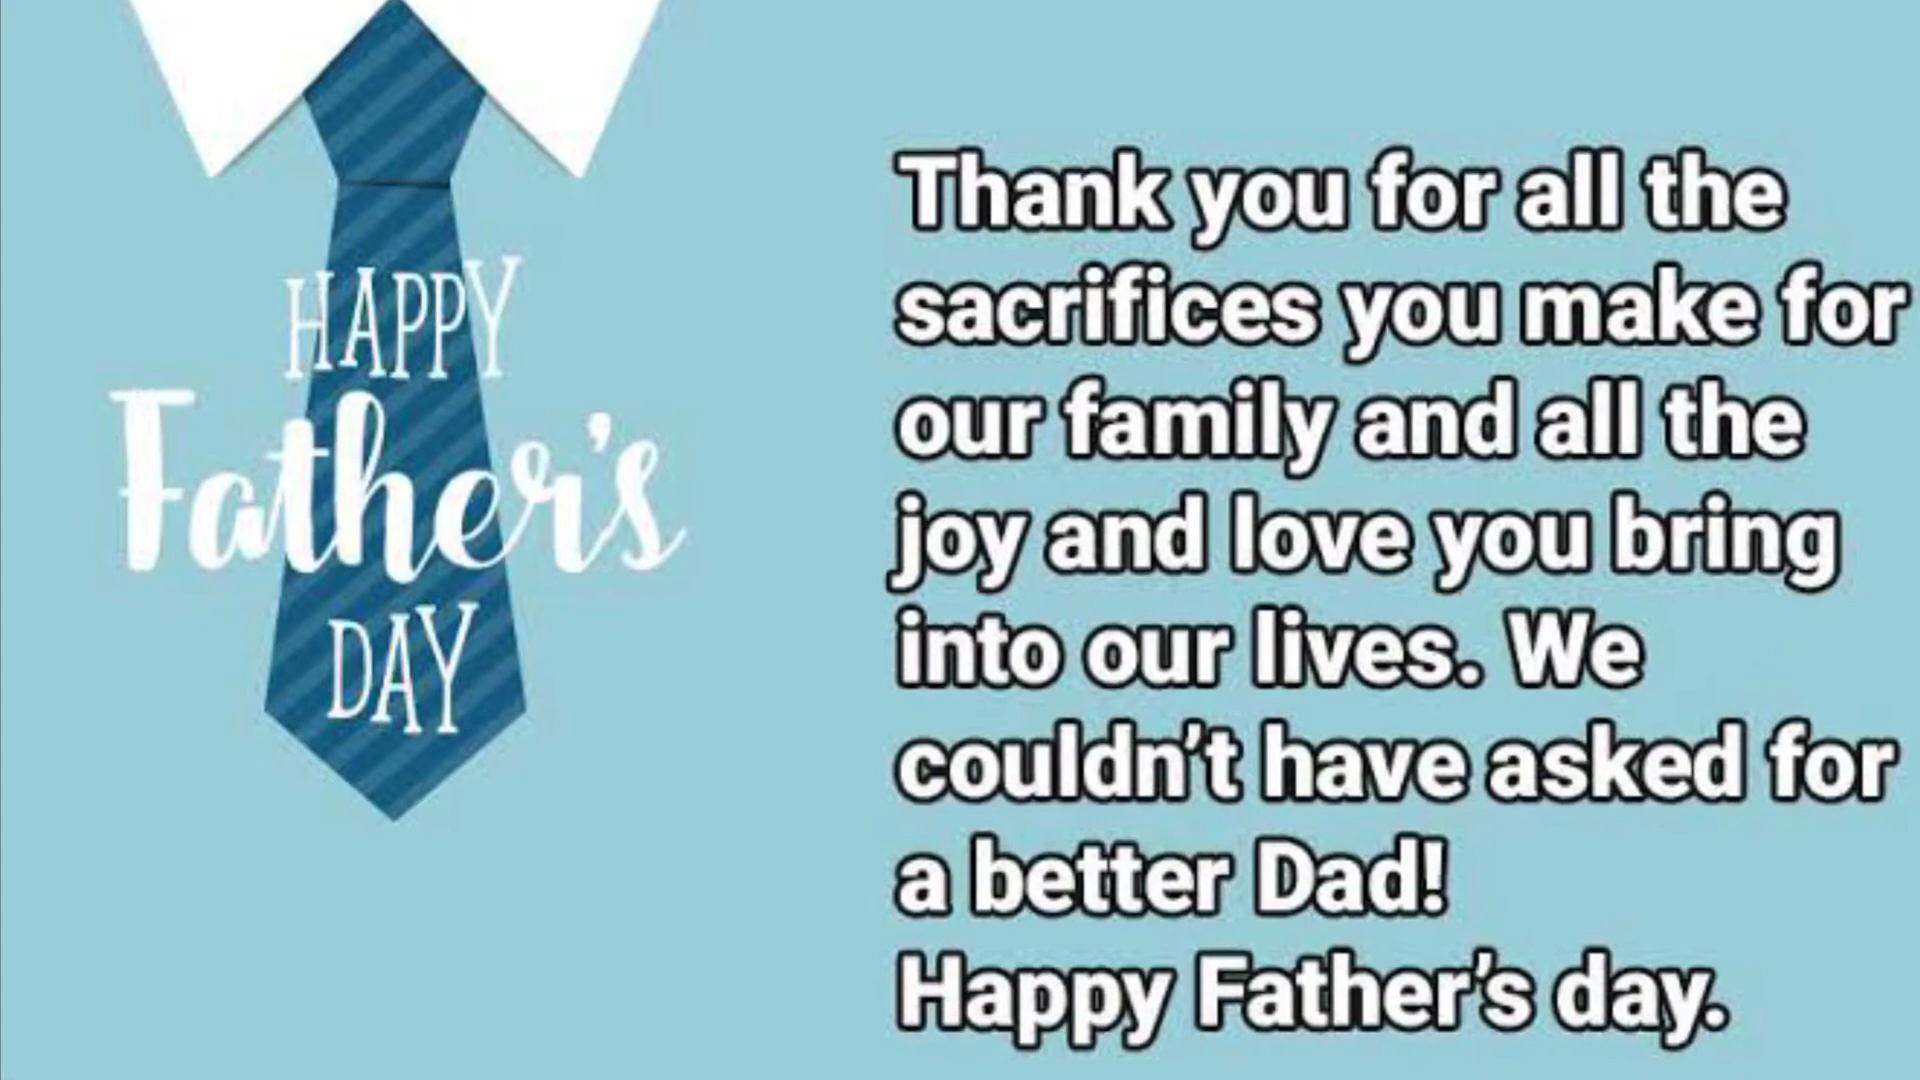 HAPPY
Father's
DAY
Thank you for all the
sacrifices you make for
our family and all the
joy and love you bring
into our lives. We
couldn't have asked for
a better Dad!
Happy Father's day.